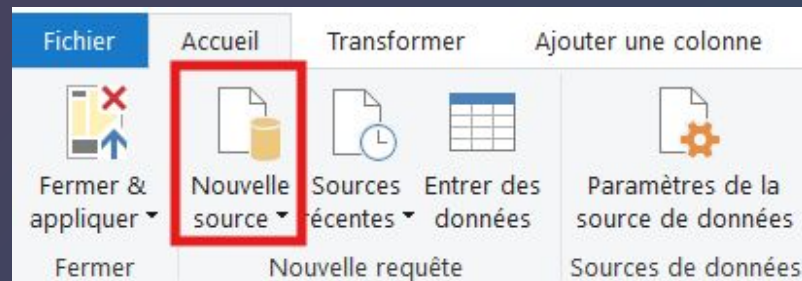 Fichier Accueil Transformer Ajouter une colonne
Fermer & Nouvelle Sources Entrer des Paramètres de la
appliquer source récentes données source de données
Fermer Nouvelle requête Sources de données